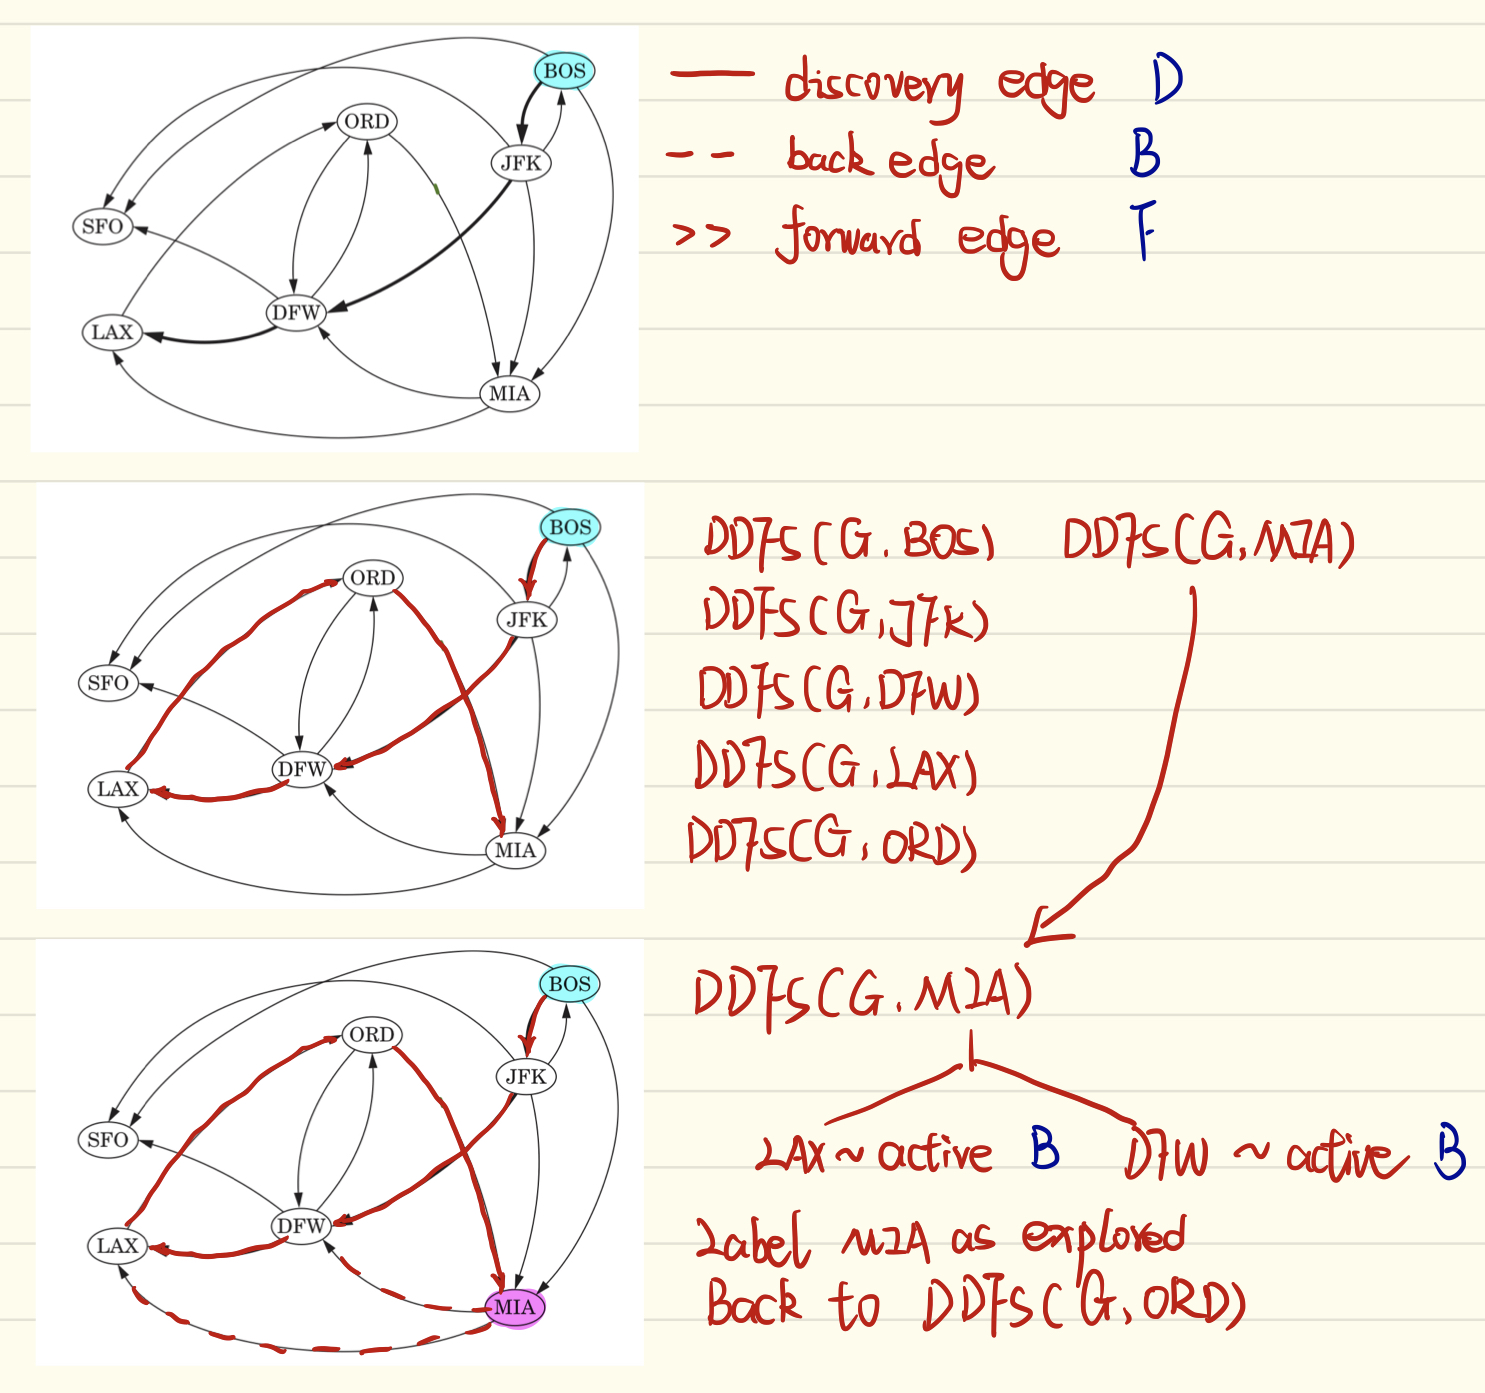 BOS
ORD
JFK
SFO
DFW
LAX
MIA
discovery edge D
-- back edge B
>> forward edge F
BOS
ORD
JFK
SFO
DFW
LAX
MIA
DDFS(G, BOS) DDFS(G, MIA)
DDFS(G, JFK)
DDFS(G, DFW)
DDFS(G, LAX)
DDFS(G, ORD)
BOS
ORD
JFK
SFO
DFW
LAX
MIA
DDFS(G, MIA)
LAX ~ active B DFW ~ active B
Label MIA as explored
Back to DDFS(G, ORD)